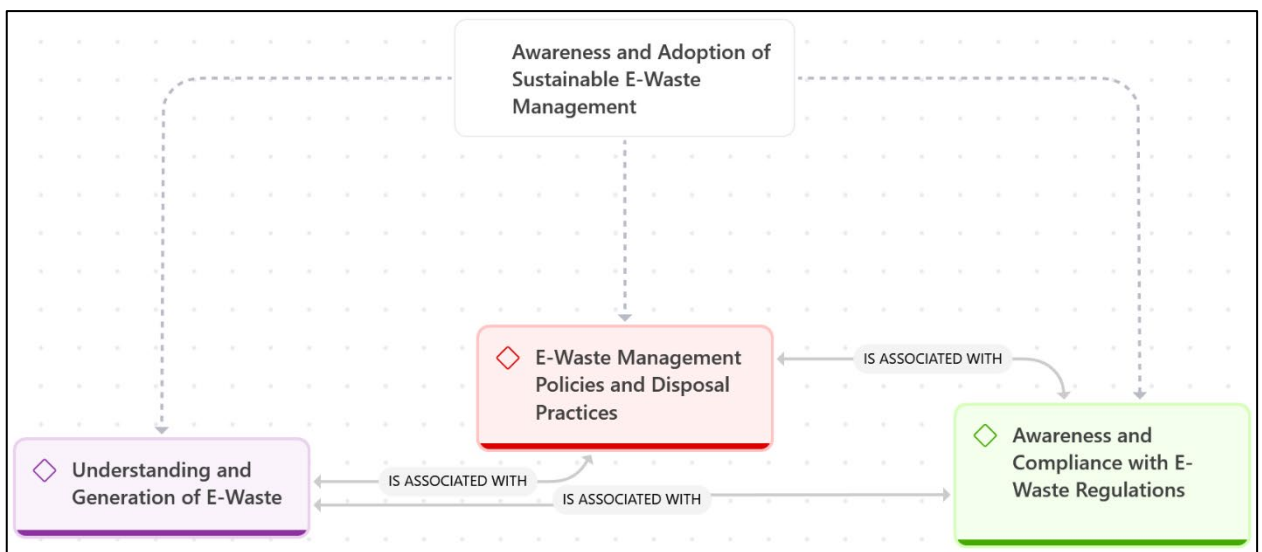 Awareness and Adoption of
Sustainable E-Waste
Management
E-Waste Management
Policies and Disposal
Practices
IS ASSOCIATED WITH
Awareness and
Compliance with E-
Waste Regulations
Understanding and
Generation of E-Waste
IS ASSOCIATED WITH
IS ASSOCIATED WITH